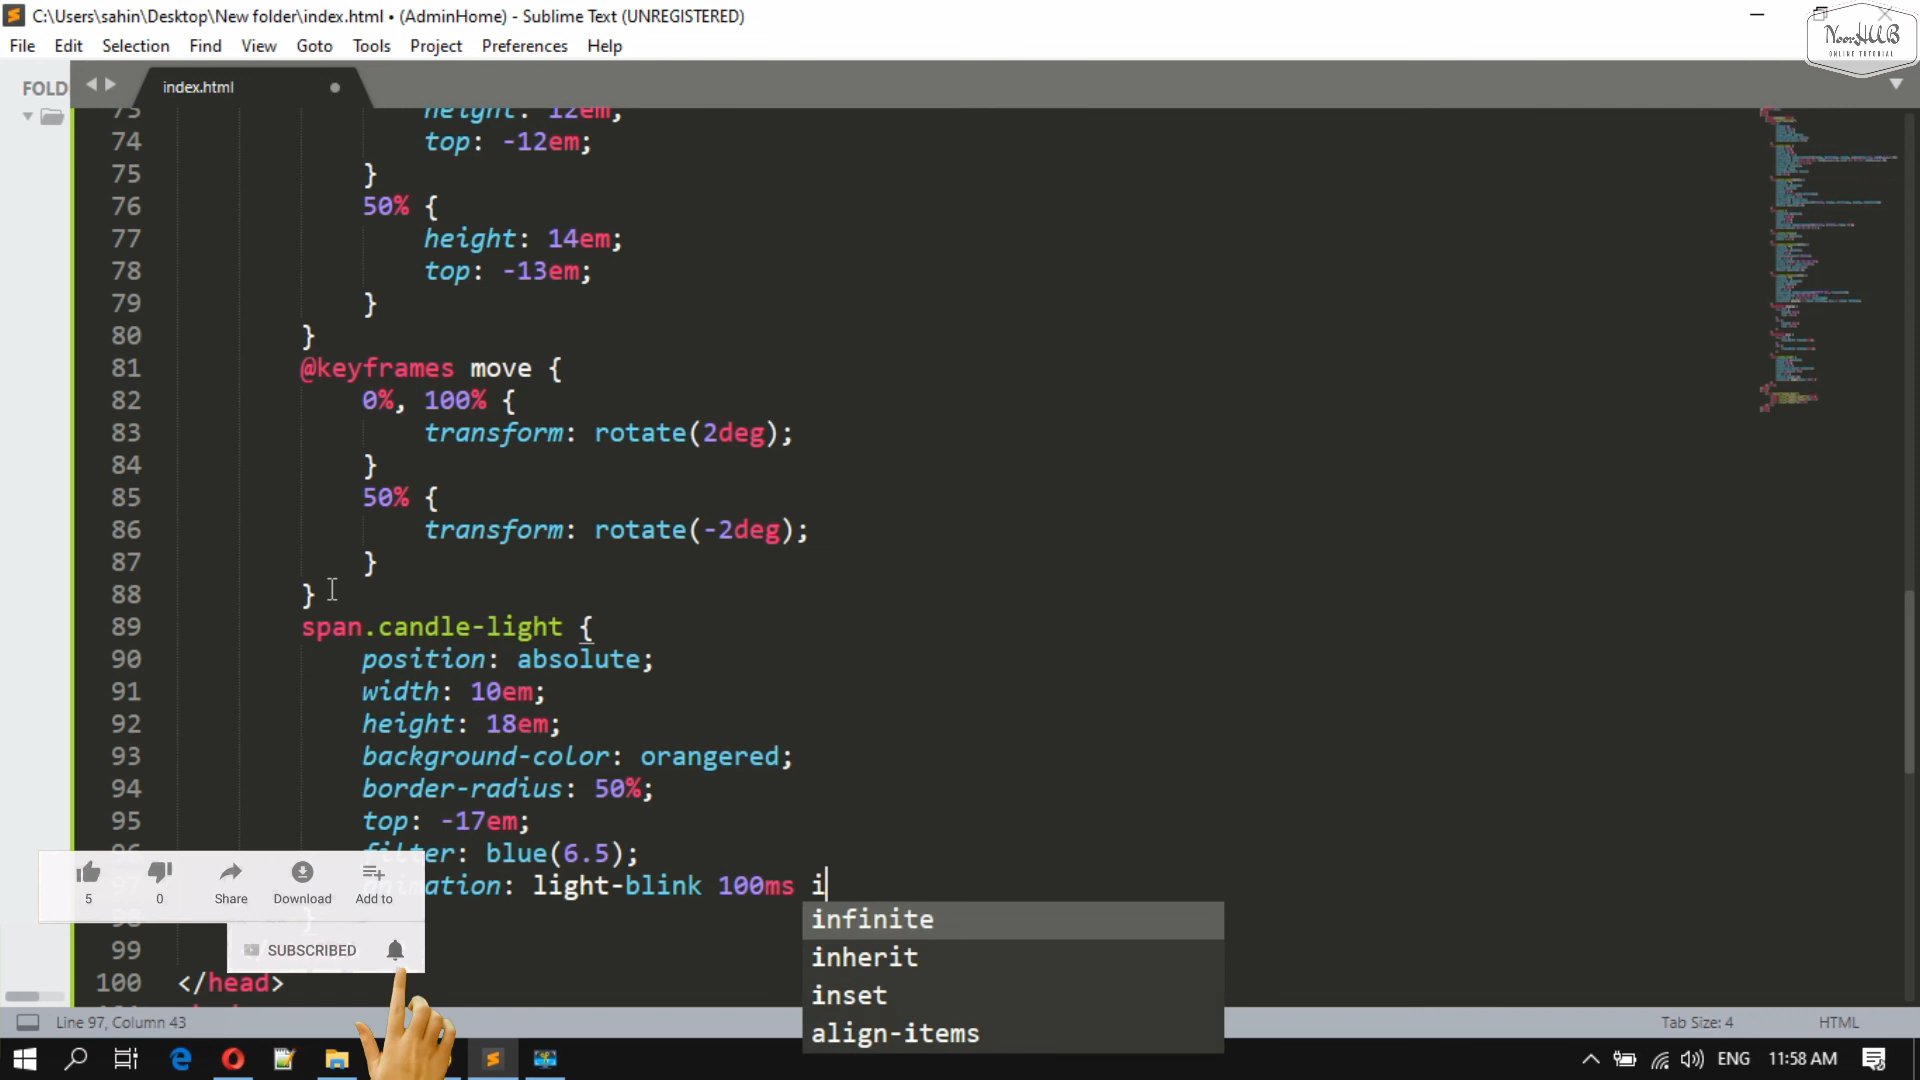 C:\Users\sahin\Desktop\New folder\index.html • (AdminHome) - Sublime Text (UNREGISTERED)
NoorHUB
ONLINE TUTORIAL
File Edit Selection Find View Goto Tools Project Preferences Help
FOLD
index.html
73 height: 12em;
74 top: -12em;
75 }
76 50% {
77 height: 14em;
78 top: -13em;
79 }
80 }
81 @keyframes move {
82 0%, 100% {
83 transform: rotate(2deg);
84 }
85 50% {
86 transform: rotate(-2deg);
87 }
88 }
89 span.candle-light {
90 position: absolute;
91 width: 10em;
92 height: 18em;
93 background-color: orangered;
94 border-radius: 50%;
95 top: -17em;
96 filter: blue(6.5);
97 animation: light-blink 100ms i
98 }
99
100 </head>
infinite
inherit
inset
align-items
5 0 Share Download Add to
SUBSCRIBED
Line 97, Column 43
Tab Size: 4 HTML
ENG 11:58 AM